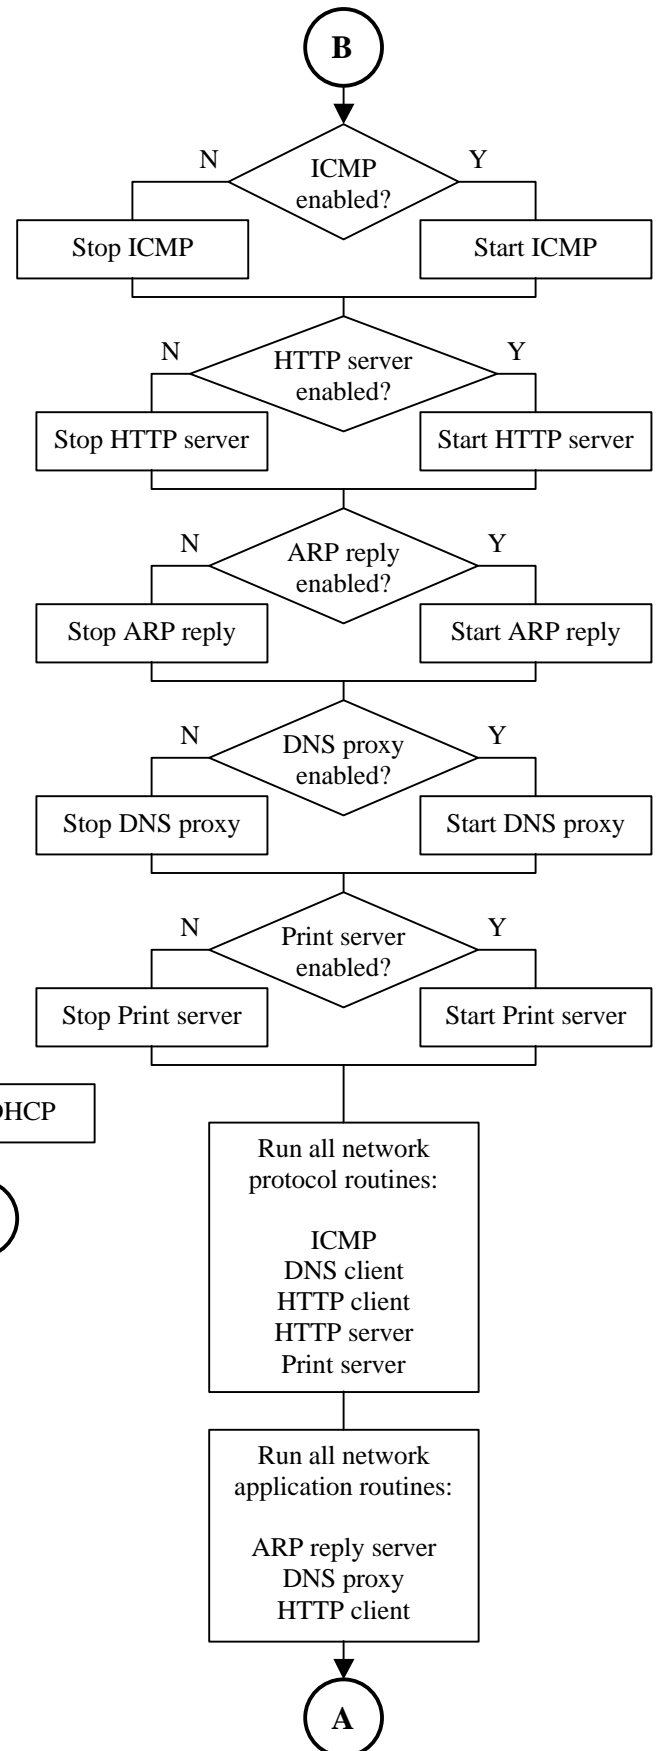 B
N
Y
ICMP
enabled?
Stop ICMP
Start ICMP
N
Y
HTTP server
enabled?
Stop HTTP server
Start HTTP server
N
Y
ARP reply
enabled?
Stop ARP reply
Start ARP reply
N
Y
DNS proxy
enabled?
Stop DNS proxy
Start DNS proxy
N
Y
Print server
enabled?
Stop Print server
Start Print server
Run all network
protocol routines:
ICMP
DNS client
HTTP client
HTTP server
Print server
Run all network
application routines:
ARP reply server
DNS proxy
HTTP client
A